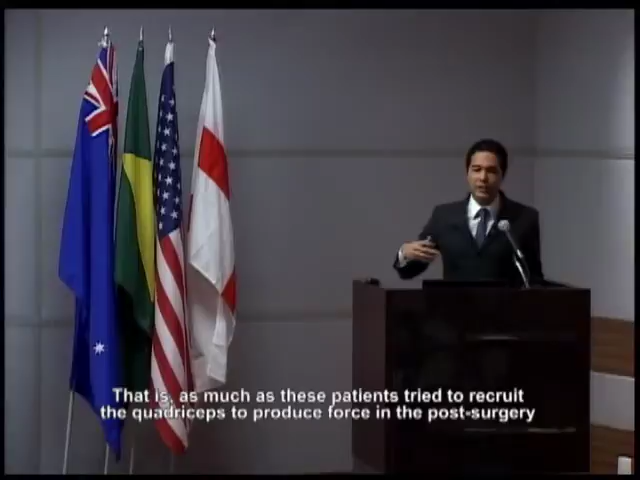 That is, as much as these patients tried to recruit
the quadriceps to produce force in the post-surgery